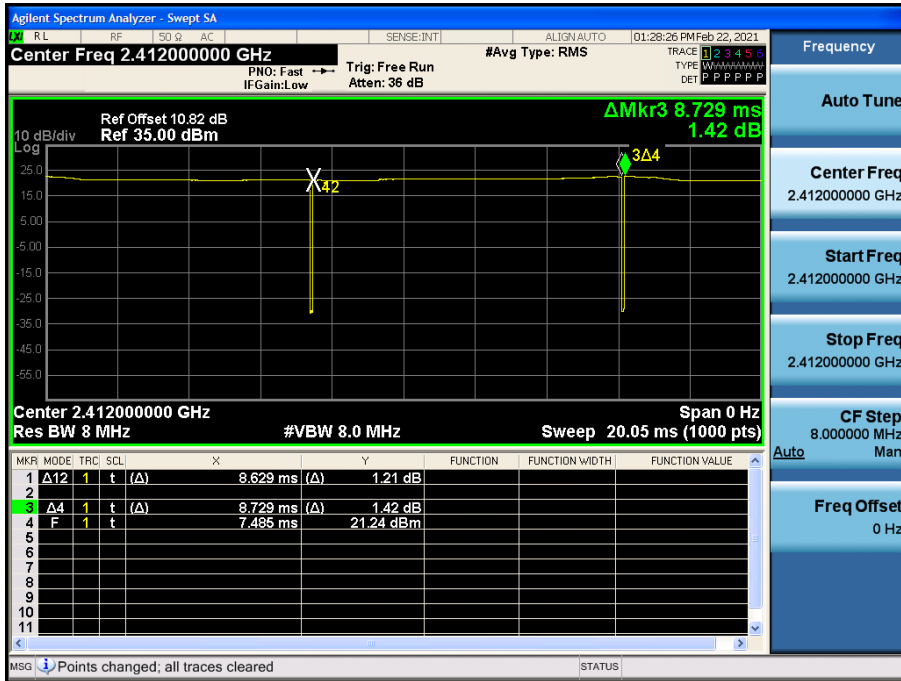 Agilent Spectrum Analyzer - Swept SA
LXI RL RF 50 Ω AC SENSE:INT ALIGN AUTO 01:28:26 PM Feb 22, 2021
Center Freq 2.412000000 GHz
#Avg Type: RMS
TRACE 1 2 3 4 5 6
TYPE
DET P P P P P P
PNO: Fast
IFGain:Low
Trig: Free Run
Atten: 36 dB
Ref Offset 10.82 dB
Ref 35.00 dBm
10 dB/div
Log
ΔMkr3 8.729 ms
1.42 dB
25.0
15.0
5.00
-5.00
-15.0
-25.0
-35.0
-45.0
-55.0
42
3Δ4
Center 2.412000000 GHz
Span 0 Hz
Res BW 8 MHz
#VBW 8.0 MHz
Sweep 20.05 ms (1000 pts)
MKR MODE TRC SCL X Y FUNCTION FUNCTION WIDTH FUNCTION VALUE
1 Δ12 1 t (Δ) 8.629 ms (Δ) 1.21 dB
2
3 Δ4 1 t (Δ) 8.729 ms (Δ) 1.42 dB
4 F 1 t 7.485 ms 21.24 dBm
5
6
7
8
9
10
11
MSG Points changed; all traces cleared
STATUS
Frequency
Auto Tune
Center Freq
2.412000000 GHz
Start Freq
2.412000000 GHz
Stop Freq
2.412000000 GHz
CF Step
8.000000 MHz
Auto Man
Freq Offset
0 Hz